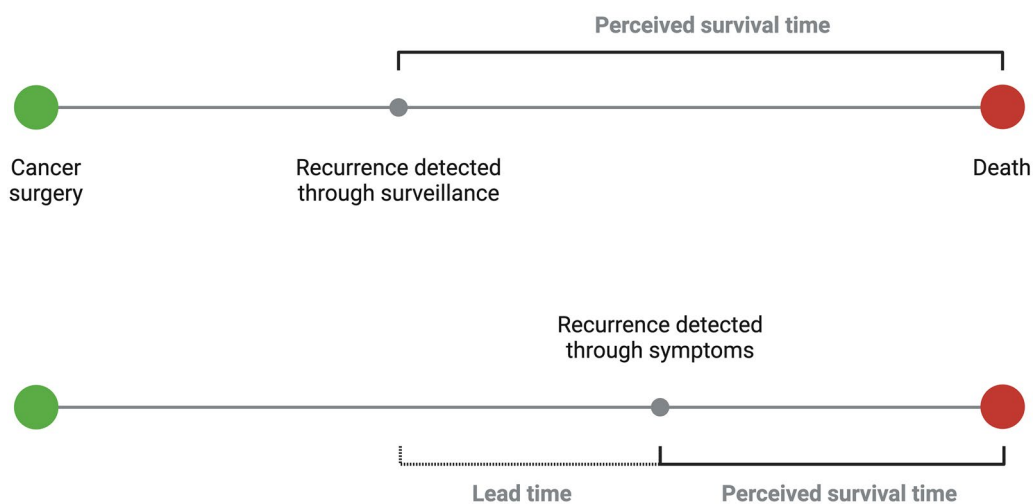 Perceived survival time
Cancer
surgery
Recurrence detected
through surveillance
Death
Recurrence detected
through symptoms
Lead time
Perceived survival time